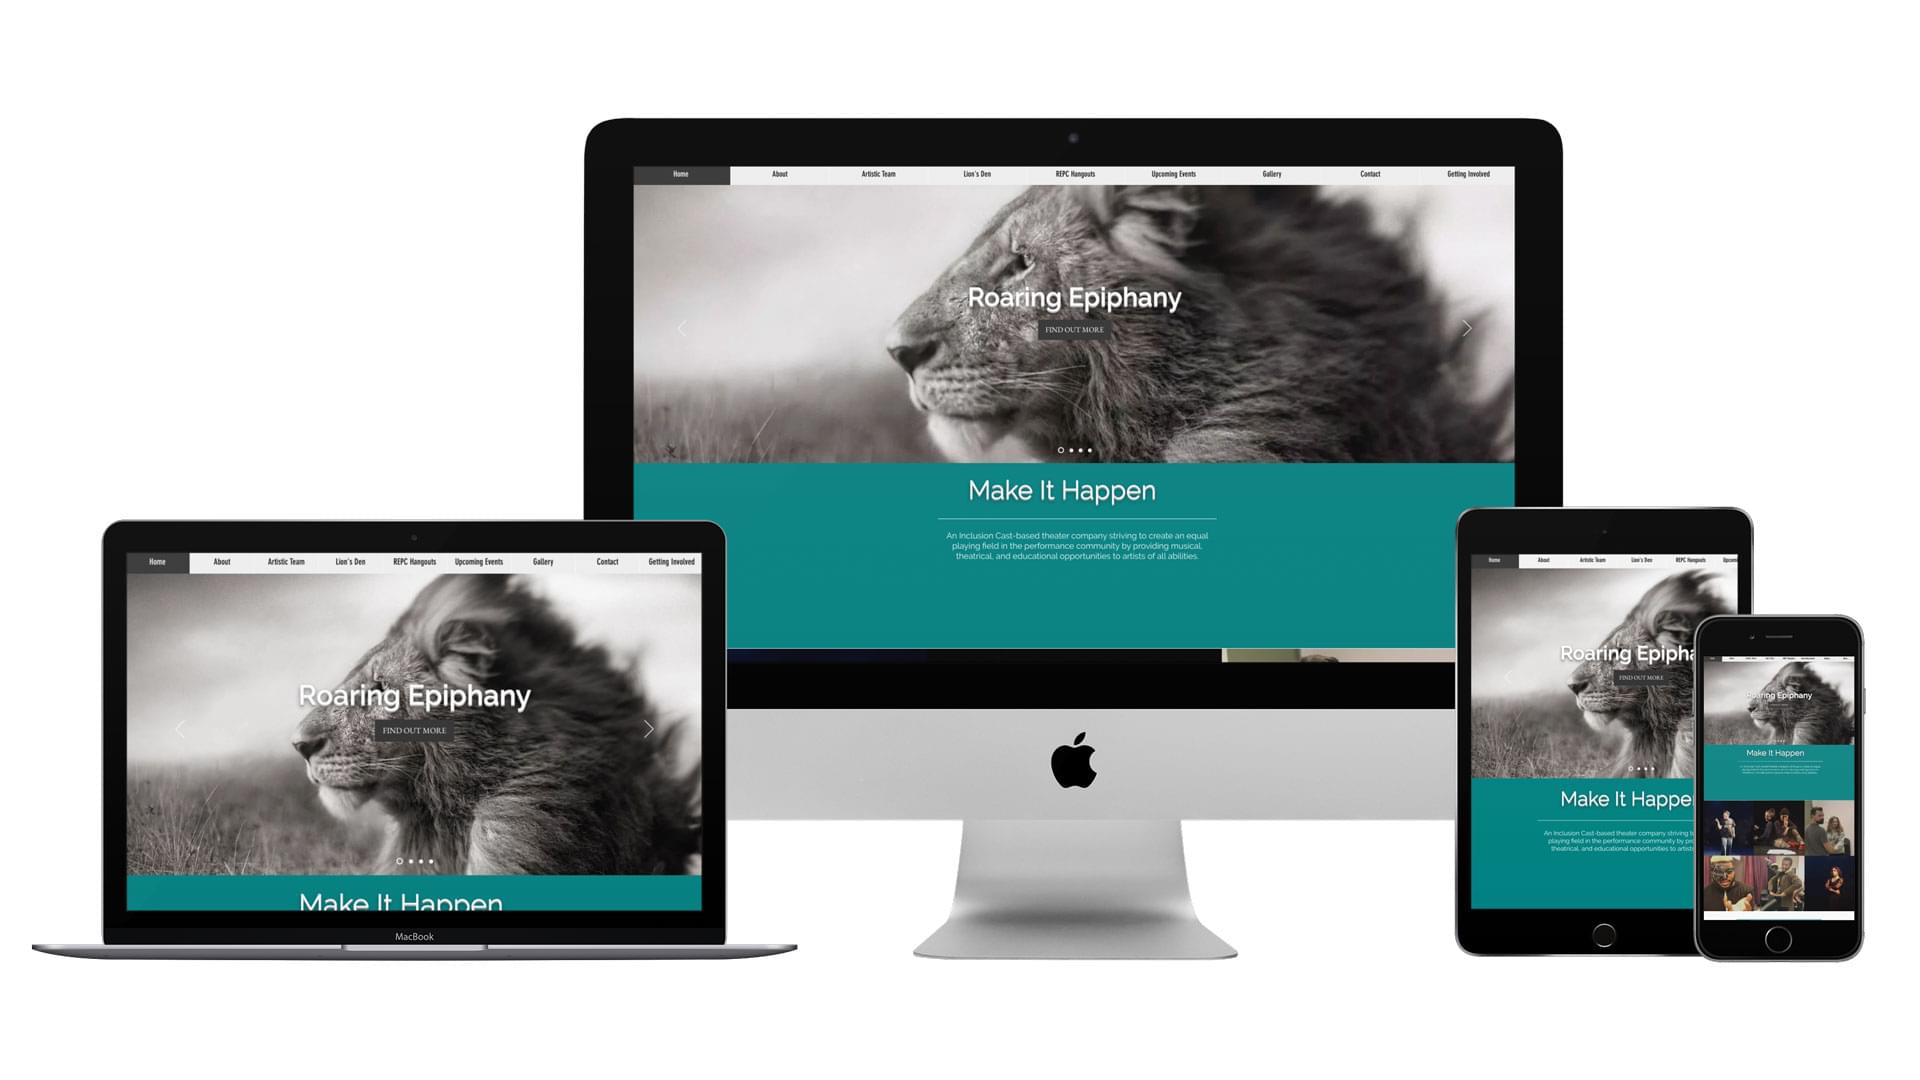 Home About Artistic Team Lion's Den REPC Hangouts Upcoming Events Gallery Contact Getting Involved
Roaring Epiphany
FIND OUT MORE
Make It Happen
An Inclusion Cast-based theater company striving to create an equal
playing field in the performance community by providing musical,
theatrical, and educational opportunities to artists of all abilities.
Home About Artistic Team Lion's Den REPC Hangouts Upcoming Events Gallery Contact Getting Involved
Roaring Epiphany
FIND OUT MORE
Make It Happen
MacBook
Home About Artistic Team Lion's Den REPC Hangouts Upcom
Roaring Epipha
FIND OUT MORE
Make It Happe
An Inclusion Cast-based theater company striving
playing field in the performance community by
theatrical, and educational opportunities to
Roaring Epiphany
Make It Happen